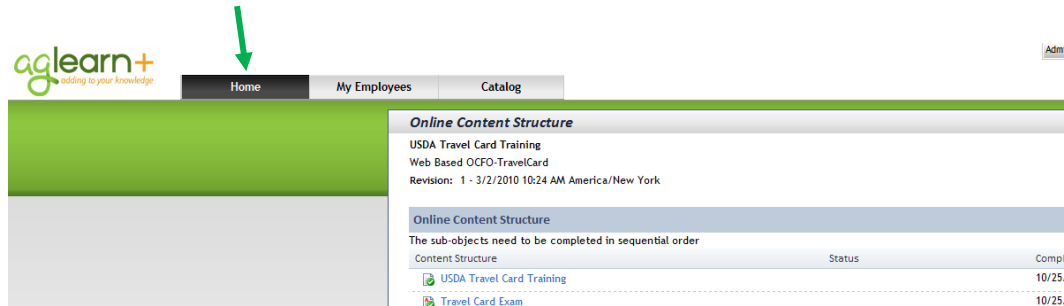 aglearn+
adding to your knowledge
Adm
Home My Employees Catalog
Online Content Structure
USDA Travel Card Training
Web Based OCFO-TravelCard
Revision: 1 - 3/2/2010 10:24 AM America/New York
Online Content Structure
The sub-objects need to be completed in sequential order
Content Structure Status Compl
USDA Travel Card Training 10/25
Travel Card Exam 10/25